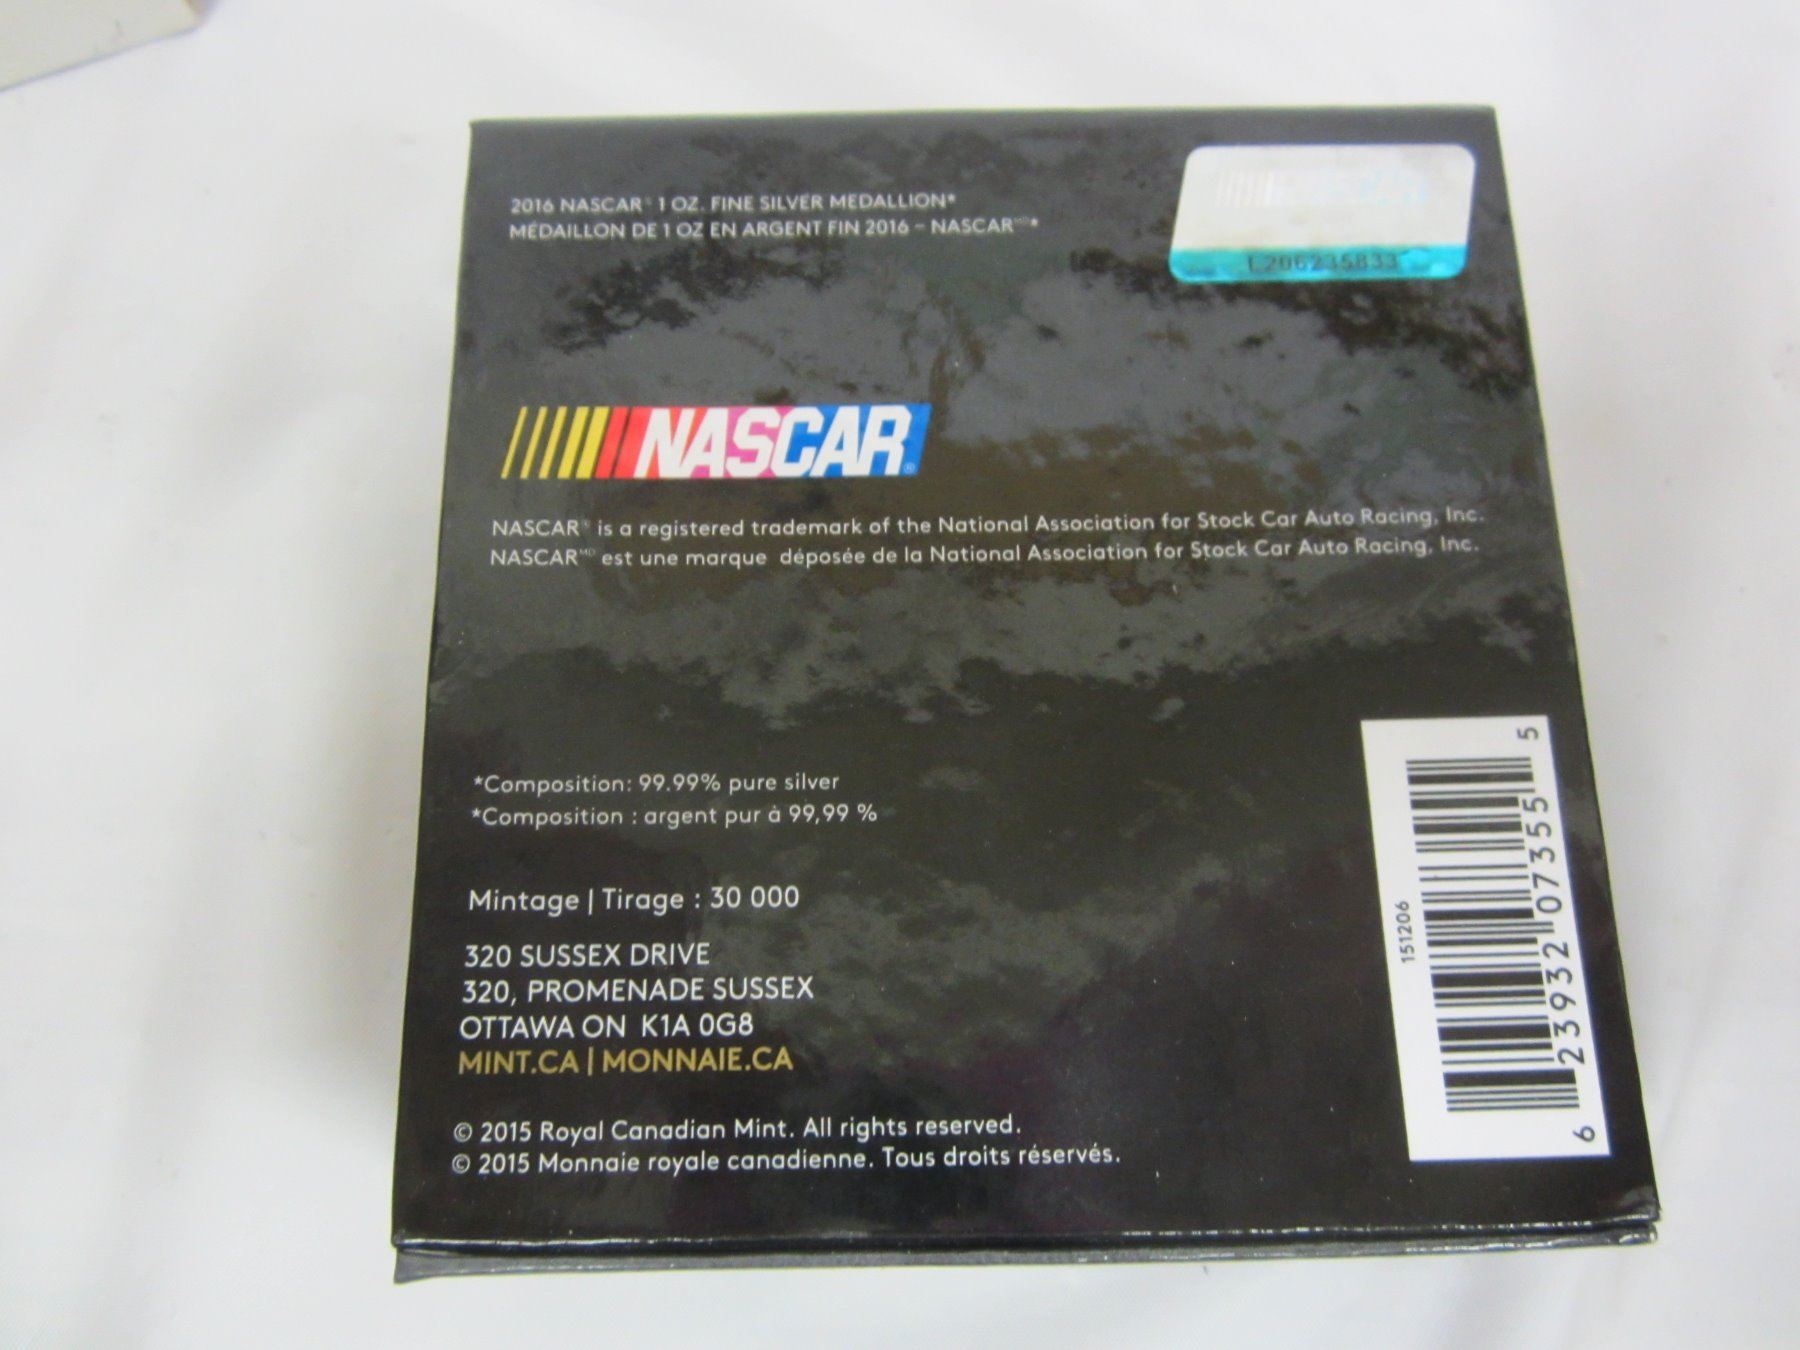 2016 NASCAR® 1 OZ. FINE SILVER MEDALLION*
MÉDAILLON DE 1 OZ EN ARGENT FIN 2016 – NASCAR MD*
NASCAR
L206235833
NASCAR®
NASCAR® is a registered trademark of the National Association for Stock Car Auto Racing, Inc.
NASCAR MD est une marque déposée de la National Association for Stock Car Auto Racing, Inc.
*Composition: 99.99% pure silver
*Composition : argent pur à 99,99 %
Mintage | Tirage : 30 000
320 SUSSEX DRIVE
320, PROMENADE SUSSEX
OTTAWA ON K1A 0G8
MINT.CA | MONNAIE.CA
© 2015 Royal Canadian Mint. All rights reserved.
© 2015 Monnaie royale canadienne. Tous droits réservés.
151206
6 23932 07355 5